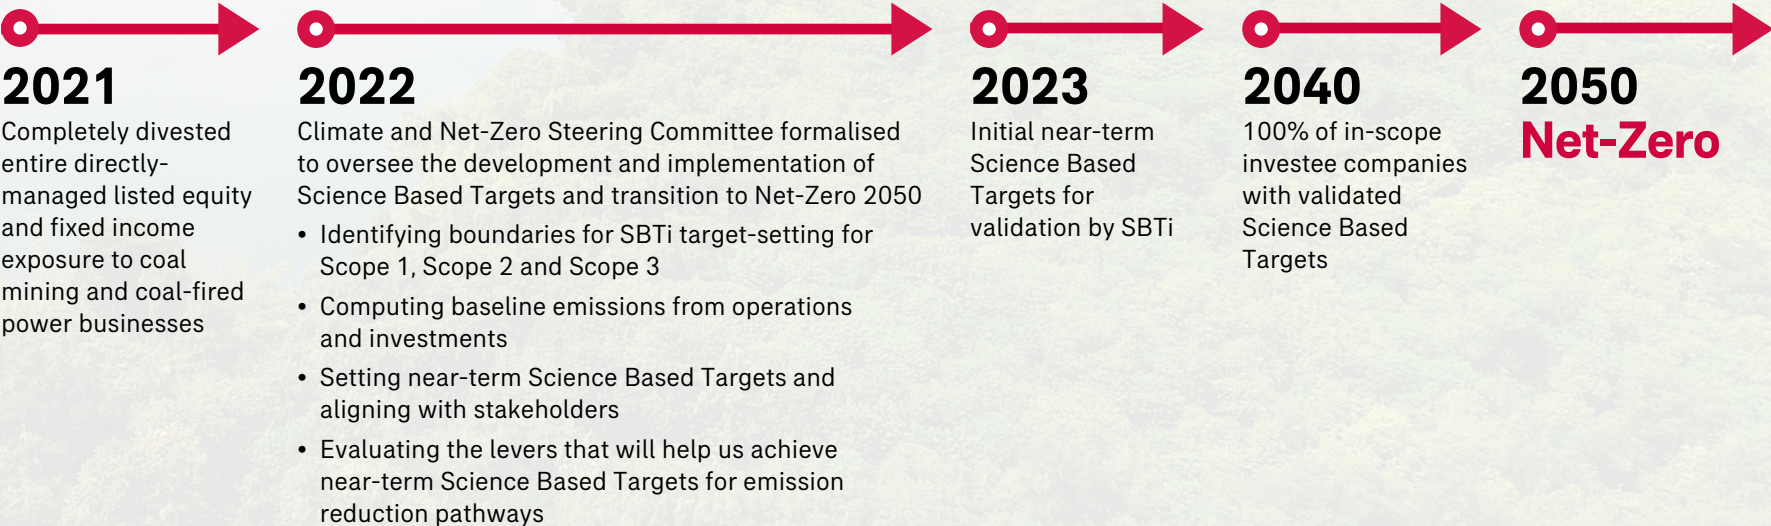 2021
Completely divested
entire directly-
managed listed equity
and fixed income
exposure to coal
mining and coal-fired
power businesses
2022
Climate and Net-Zero Steering Committee formalised
to oversee the development and implementation of
Science Based Targets and transition to Net-Zero 2050
• Identifying boundaries for SBTi target-setting for
Scope 1, Scope 2 and Scope 3
• Computing baseline emissions from operations
and investments
• Setting near-term Science Based Targets and
aligning with stakeholders
• Evaluating the levers that will help us achieve
near-term Science Based Targets for emission
reduction pathways
2023
Initial near-term
Science Based
Targets for
validation by SBTi
2040
100% of in-scope
investee companies
with validated
Science Based
Targets
2050
Net-Zero